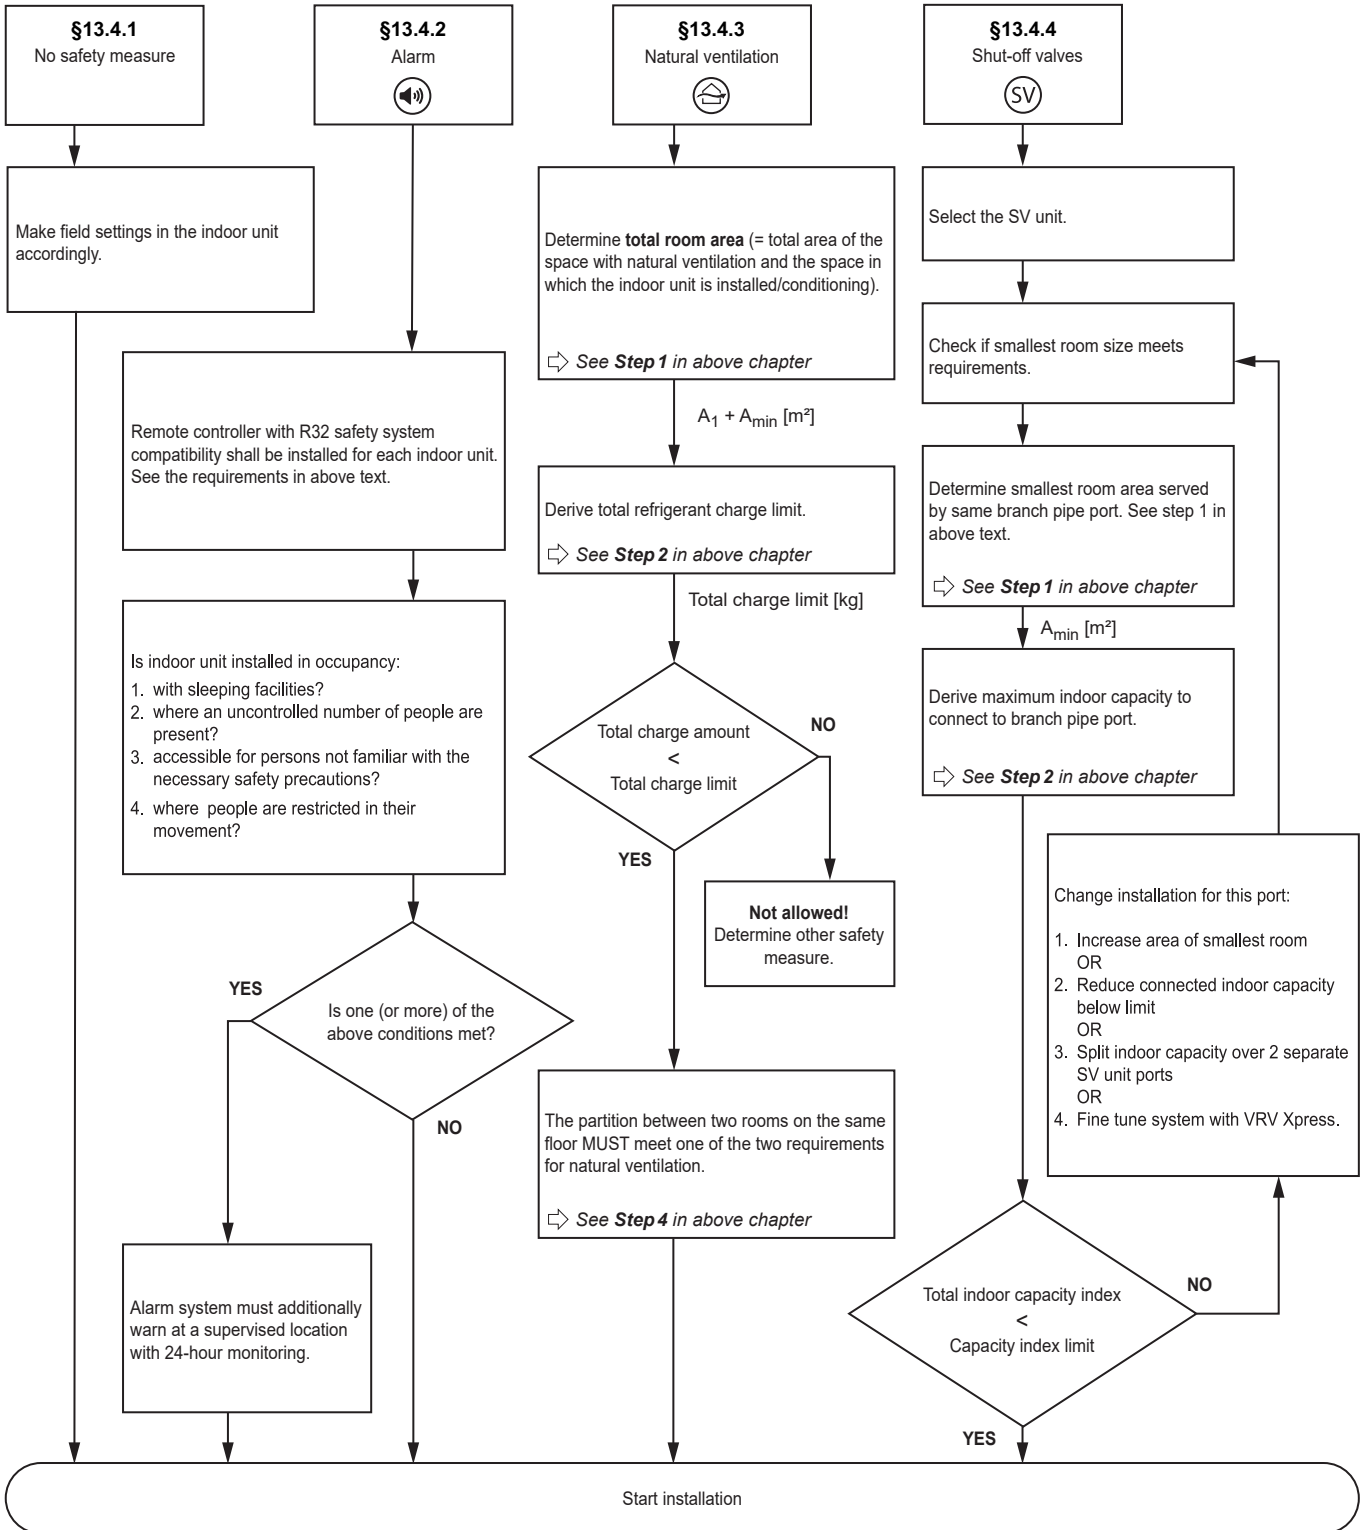 §13.4.1
No safety measure
§13.4.2
Alarm
§13.4.3
Natural ventilation
§13.4.4
Shut-off valves
SV
Make field settings in the indoor unit
accordingly.
Remote controller with R32 safety system
compatibility shall be installed for each indoor unit.
See the requirements in above text.
Is indoor unit installed in occupancy:
1. with sleeping facilities?
2. where an uncontrolled number of people are
present?
3. accessible for persons not familiar with the
necessary safety precautions?
4. where people are restricted in their
movement?
YES
Is one (or more) of the
above conditions met?
NO
Alarm system must additionally
warn at a supervised location
with 24-hour monitoring.
Determine total room area (= total area of the
space with natural ventilation and the space in
which the indoor unit is installed/conditioning).
See Step 1 in above chapter
A1 + Amin [m²]
Derive total refrigerant charge limit.
See Step 2 in above chapter
Total charge limit [kg]
Total charge amount
<
Total charge limit
NO
YES
Not allowed!
Determine other safety
measure.
The partition between two rooms on the same
floor MUST meet one of the two requirements
for natural ventilation.
See Step 4 in above chapter
Select the SV unit.
Check if smallest room size meets
requirements.
Determine smallest room area served
by same branch pipe port. See step 1 in
above text.
See Step 1 in above chapter
Amin [m²]
Derive maximum indoor capacity to
connect to branch pipe port.
See Step 2 in above chapter
Change installation for this port:
1. Increase area of smallest room
OR
2. Reduce connected indoor capacity
below limit
OR
3. Split indoor capacity over 2 separate
SV unit ports
OR
4. Fine tune system with VRV Xpress.
Total indoor capacity index
<
Capacity index limit
NO
YES
Start installation